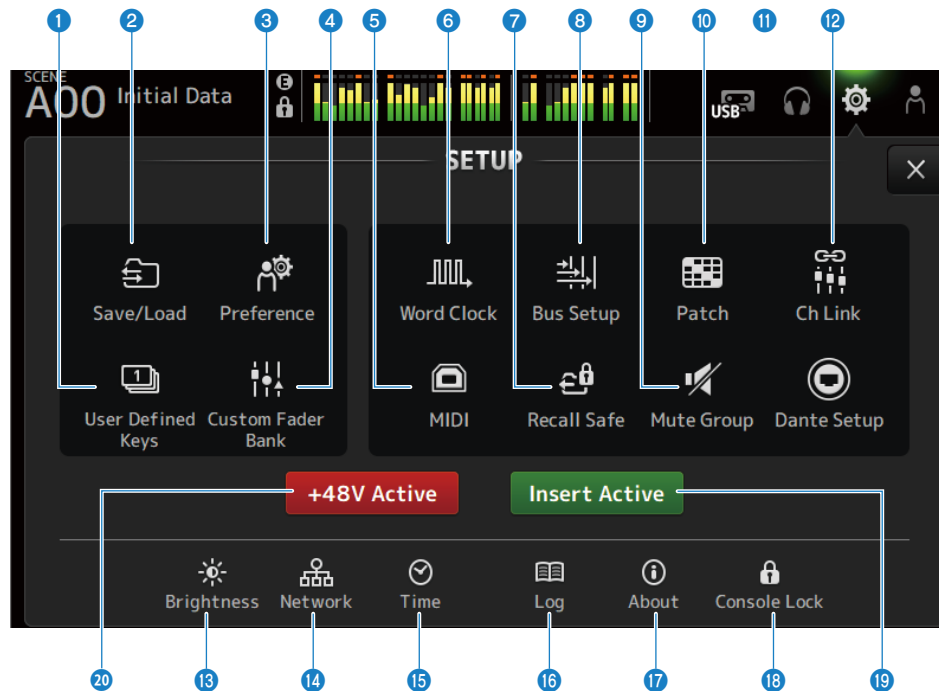 1 2 3 4 5 6 7 8 9 10 11 12
SCENE
A00 Initial Data
E
USB
SETUP
Save/Load Preference Word Clock Bus Setup Patch Ch Link
1
User Defined Keys Custom Fader Bank MIDI Recall Safe Mute Group Dante Setup
+48V Active Insert Active
Brightness Network Time Log About Console Lock
20 13 14 15 16 17 18 19